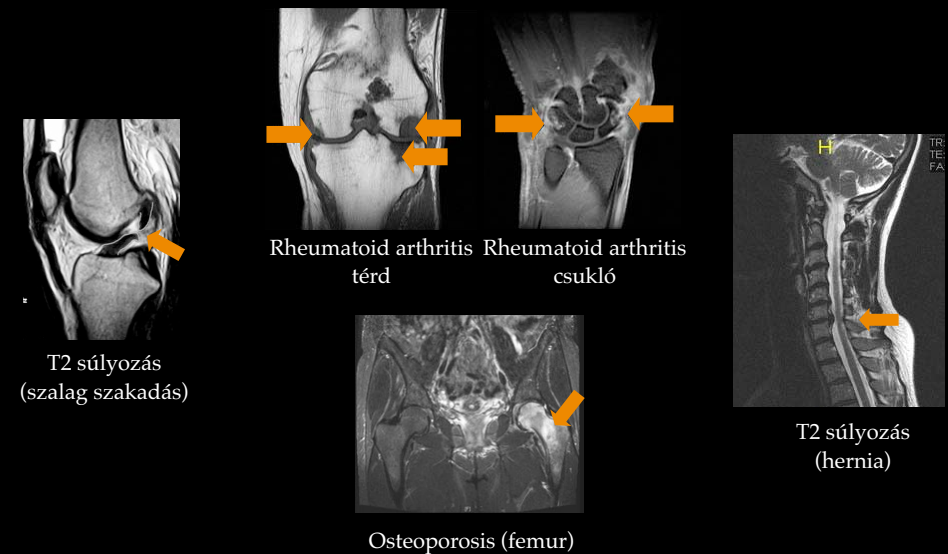 Rheumatoid arthritis
térd
Rheumatoid arthritis
csukló
T2 súlyozás
(szalag szakadás)
H
TR:
TE:
FA
T2 súlyozás
(hernia)
Osteoporosis (femur)